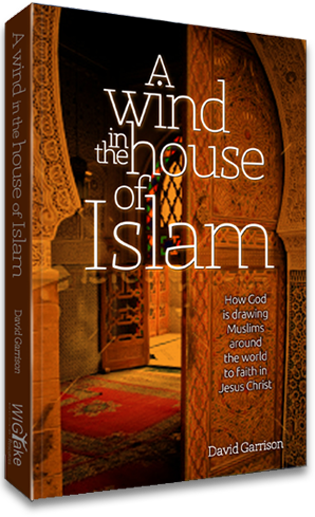 A wind in the house of Islam
David Garrison
WIGTake
A
wind
in
the house
of
Islam
How God
is drawing
Muslims
around
the world
to faith in
Jesus Christ
David Garrison